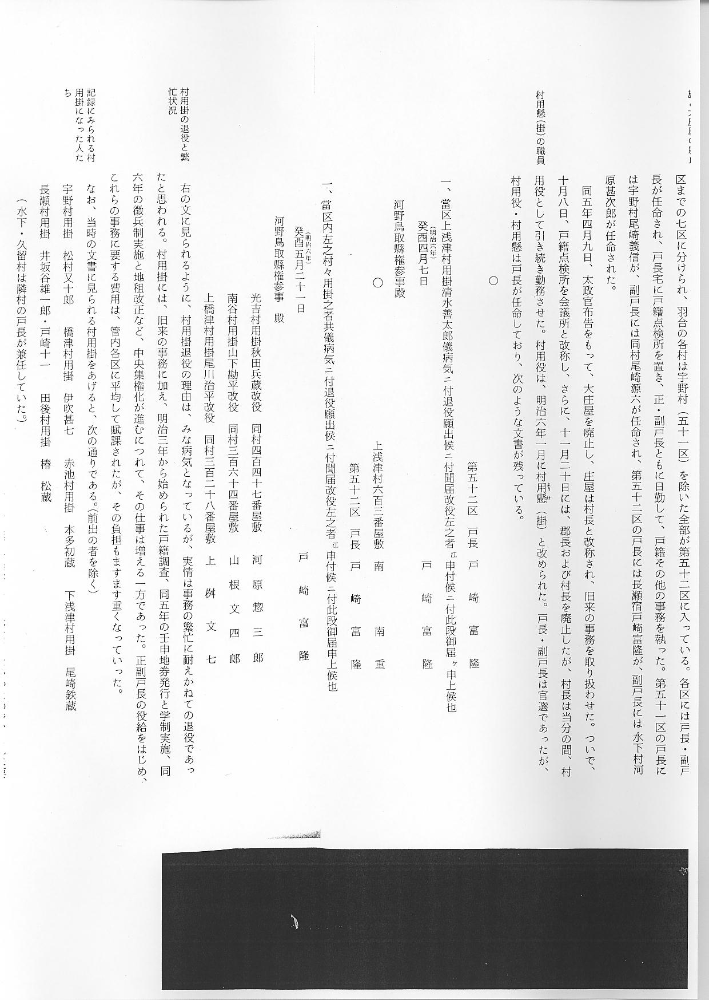 区までの七区に分けられ、羽合の各村は宇野村（五十一区）を除いた全部が第五十二区に入っている。各区には戸長・副戸
長が任命され、戸長宅に戸籍点検所を置き、正・副戸長ともに日勤して、戸籍その他の事務を執った。第五十一区の戸長に
は宇野村尾崎義信が、副戸長には同村尾崎源六が任命され、第五十二区の戸長には長瀬宿戸崎富隆が、副戸長には水下村河
原甚次郎が任命された。
同五年四月九日、太政官布告をもって、大庄屋を廃止し、庄屋は村長と改称され、旧来の事務を取り扱わせた。ついで、
十月八日、戸籍点検所を会議所と改称し、さらに、十一月二十日には、郡長および村長を廃止したが、村長は当分の間、村
村用懸（掛）の職員
用役として引き続き勤務させた。村用役は、明治六年一月に村用懸（掛）と改められた。戸長・副戸長は官選であったが、
村用役・村用懸は戸長が任命しており、次のような文書が残っている。
○
第五十二区　戸長　戸崎富隆
一、當区上浅津村用掛清水善太郎儀病気ニ付退役願出候ニ付聞届改役左之者江申付候ニ付此段御届ヶ申上候也
（明治六年）
癸酉四月七日　戸崎富隆
河野鳥取縣権参事殿
○　上浅津村六百三番屋敷　南南重
第五十二区　戸長　戸崎富隆
一、當区内左之村々用掛之者共儀病気ニ付退役願出候ニ付聞届改役左之者江申付候ニ付此段御届申上候也
（明治六年）
癸酉五月二十一日　戸崎富隆
河野鳥取縣権参事　殿
光吉村用掛秋田兵蔵改役　同村四百四十七番屋敷　河原惣三郎
南谷村用掛山下勘平改役　同村三百六十四番屋敷　山根文四郎
上橋津村用掛尾川治平改役　同村三百二十八番屋敷　上桝文七
村用掛の退役と繁
忙状況
右の文に見られるように、村用掛退役の理由は、みな病気となっているが、実情は事務の繁忙に耐えかねての退役であっ
たと思われる。村用掛には、旧来の事務に加え、明治三年から始められた戸籍調査、同五年の壬申地券発行と学制実施、同
六年の徴兵制実施と地租改正など、中央集権化が進むにつれて、その仕事は増える一方であった。正副戸長の役給をはじめ、
これらの事務に要する費用は、管内各区に平均して賦課されたが、その負担もますます重くなっていった。
記録にみられる村
用掛になった人た
ち
なお、当時の文書に見られる村用掛をあげると、次の通りである。（前出の者を除く）
宇野村用掛　松村又十郎　橋津村用掛　伊吹甚七　赤池村用掛　本多初蔵　下浅津村用掛　尾崎鉄蔵
長瀬村用掛　井坂谷雄一郎・戸崎十一　田後村用掛　椿　松蔵
（水下・久留村は隣村の戸長が兼任していた。）